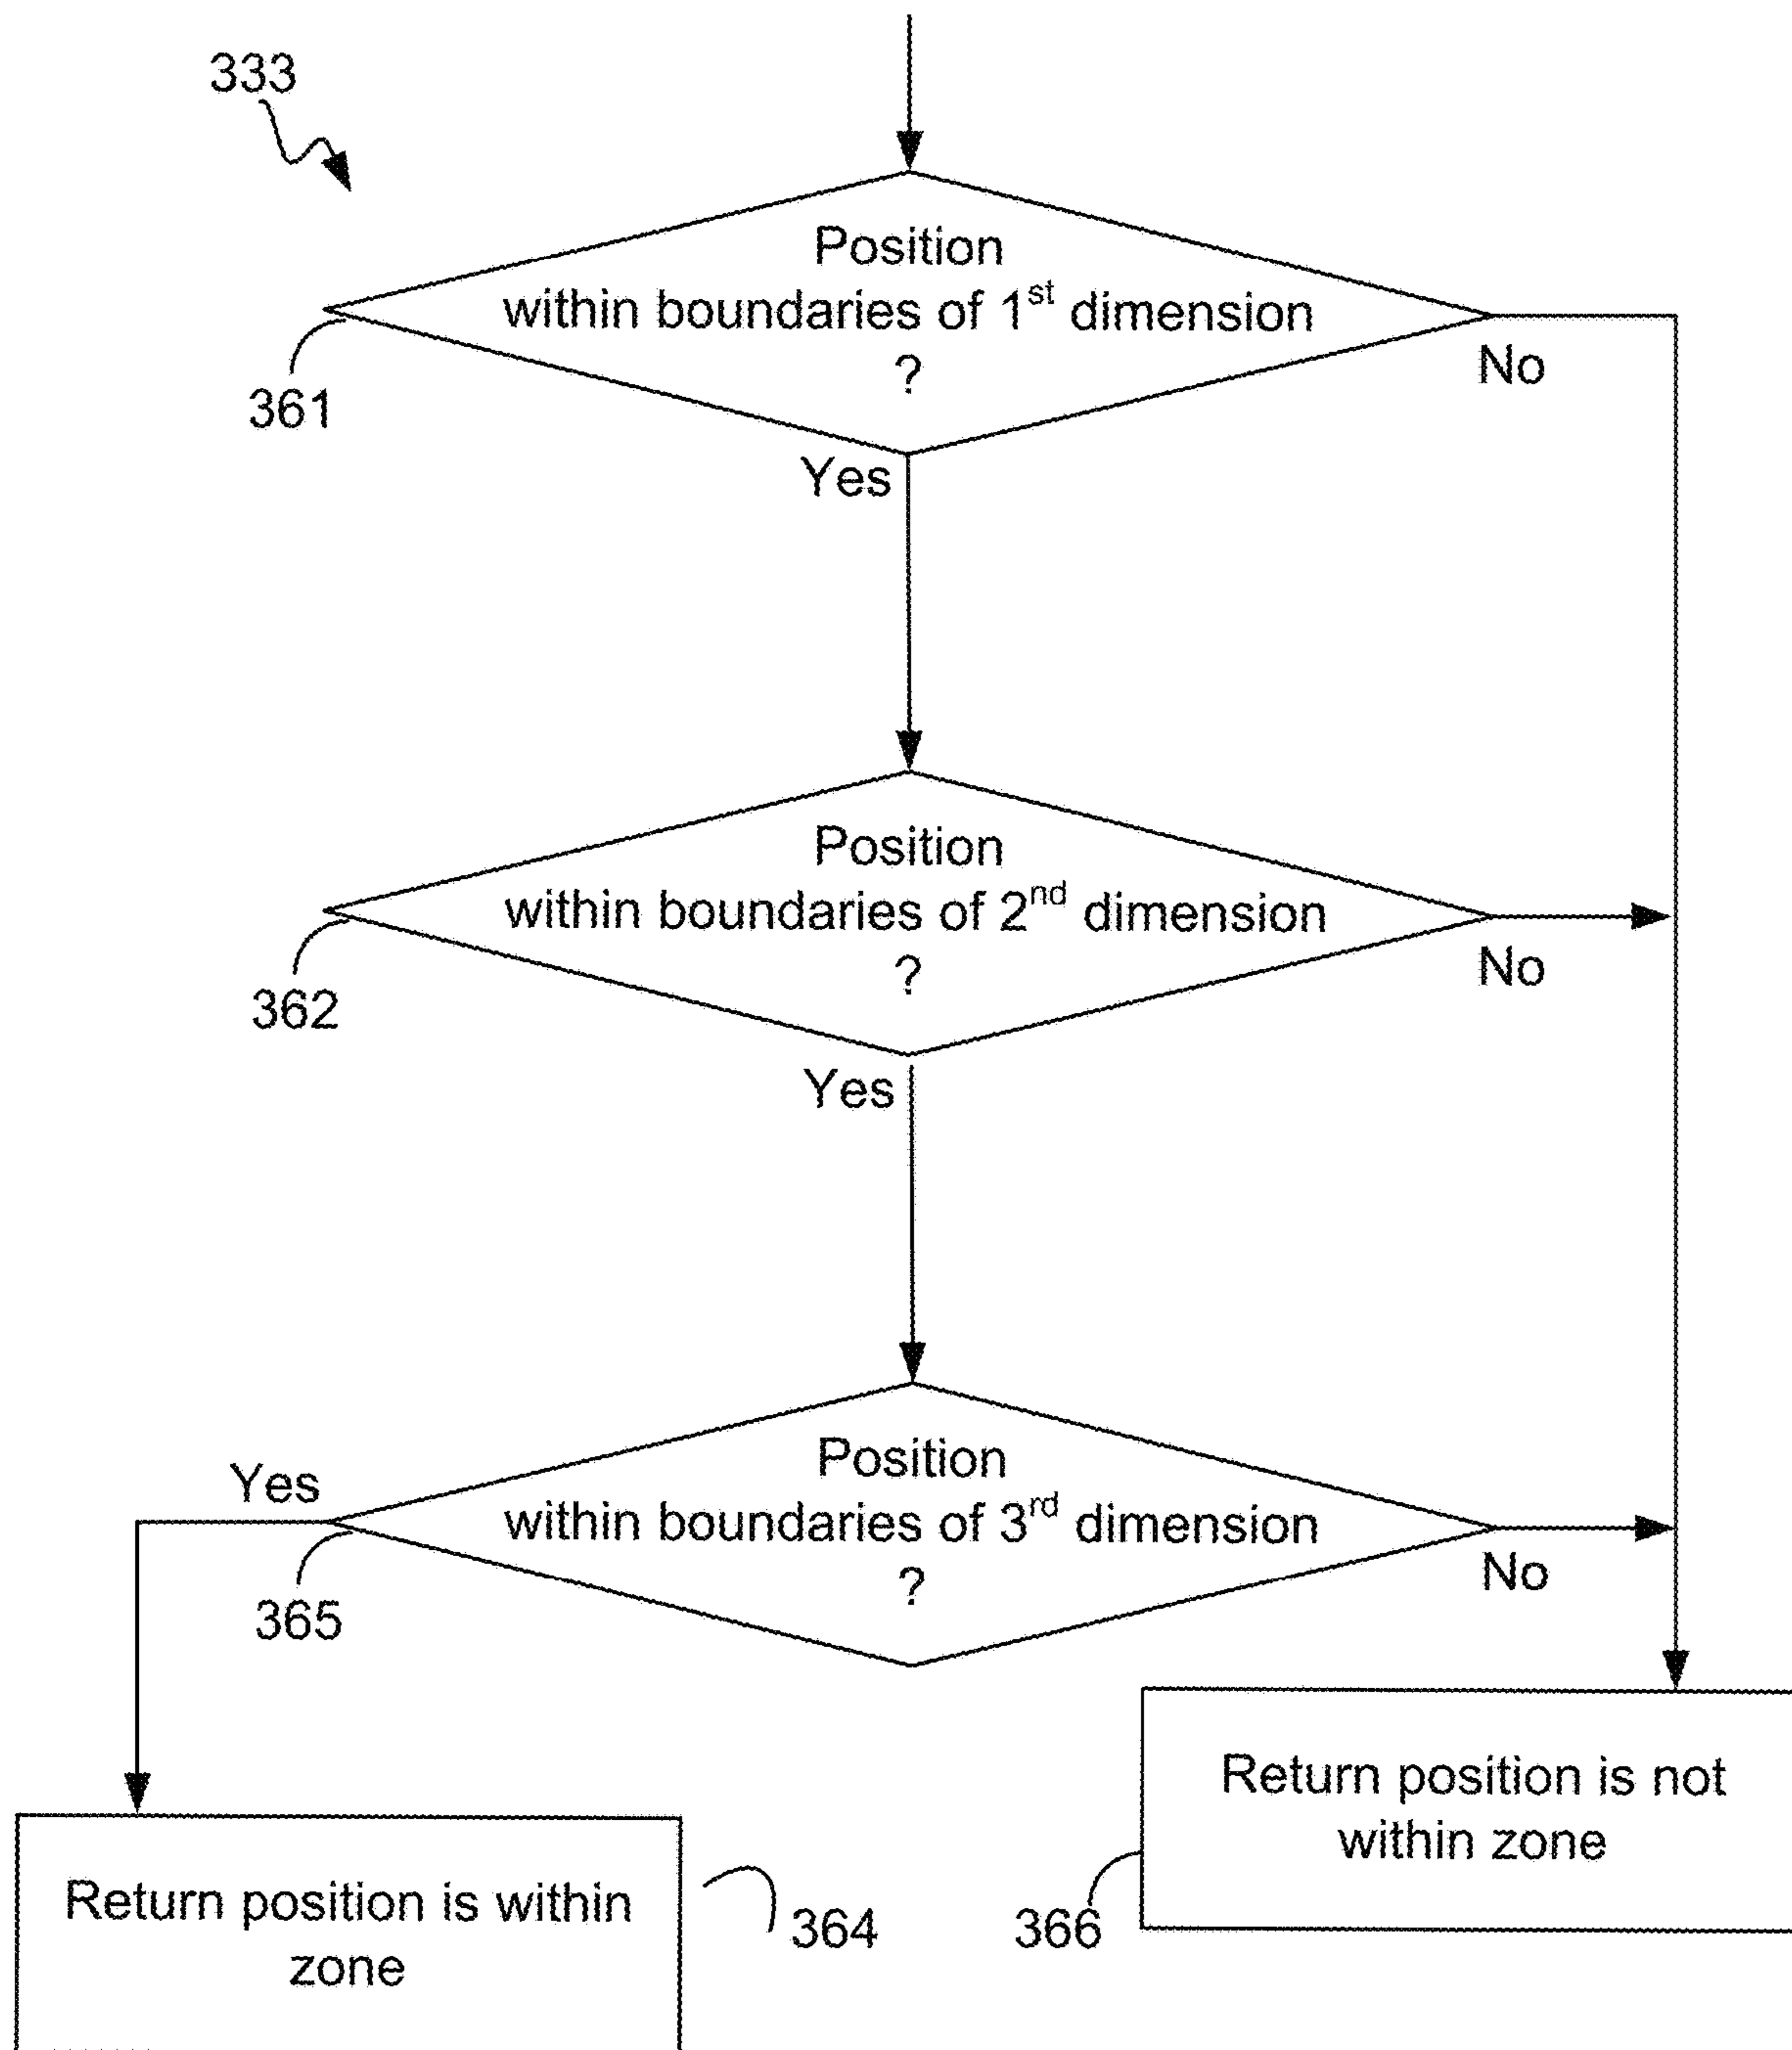 333
Position
within boundaries of 1st dimension
?
No
361
Yes
Position
within boundaries of 2nd dimension
?
No
362
Yes
Position
within boundaries of 3rd dimension
?
Yes
No
365
Return position is not
within zone
366
Return position is within
zone
364